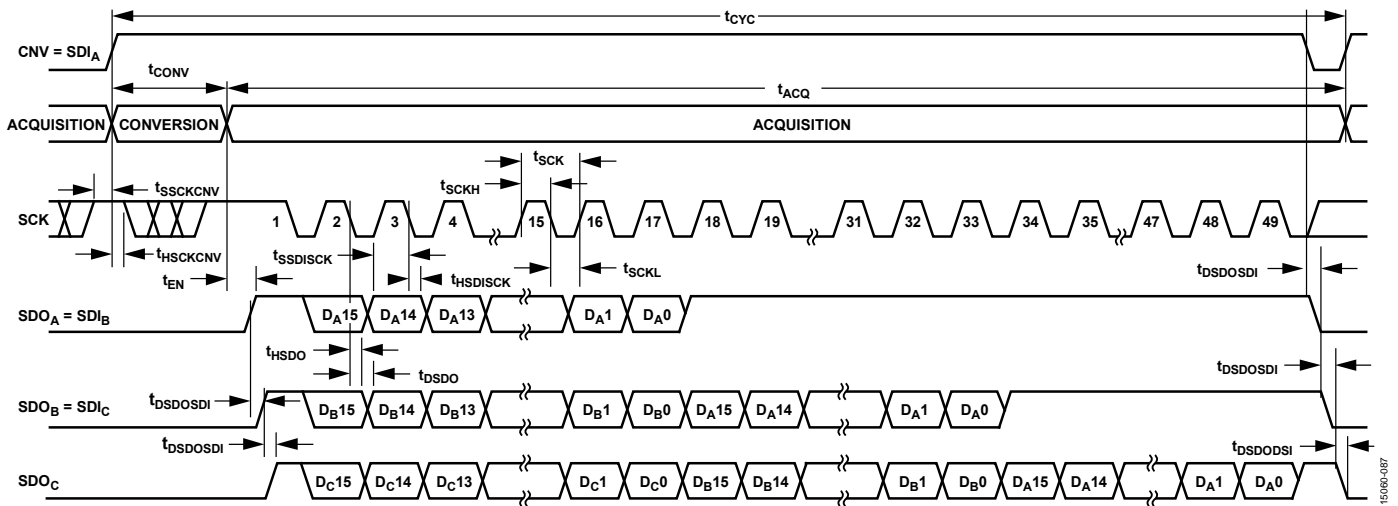 tCYC
CNV = SDIA
tCONV
tACQ
ACQUISITION CONVERSION ACQUISITION
tSCK
tSSCKCNV tSCKH
SCK 1 2 3 4 15 16 17 18 19 31 32 33 34 35 47 48 49
tHSCKCNV tSSDISCK tHSDISCK tSCKL tDSDOSDI
tEN
SDOA = SDIB DA15 DA14 DA13 DA1 DA0
tHSDO tDSDO tDSDOSDI
tDSDOSDI
SDOB = SDIC DB15 DB14 DB13 DB1 DB0 DA15 DA14 DA1 DA0
tDSDOSDI tDSDODSI
SDOC DC15 DC14 DC13 DC1 DC0 DB15 DB14 DB1 DB0 DA15 DA14 DA1 DA0
15060-087